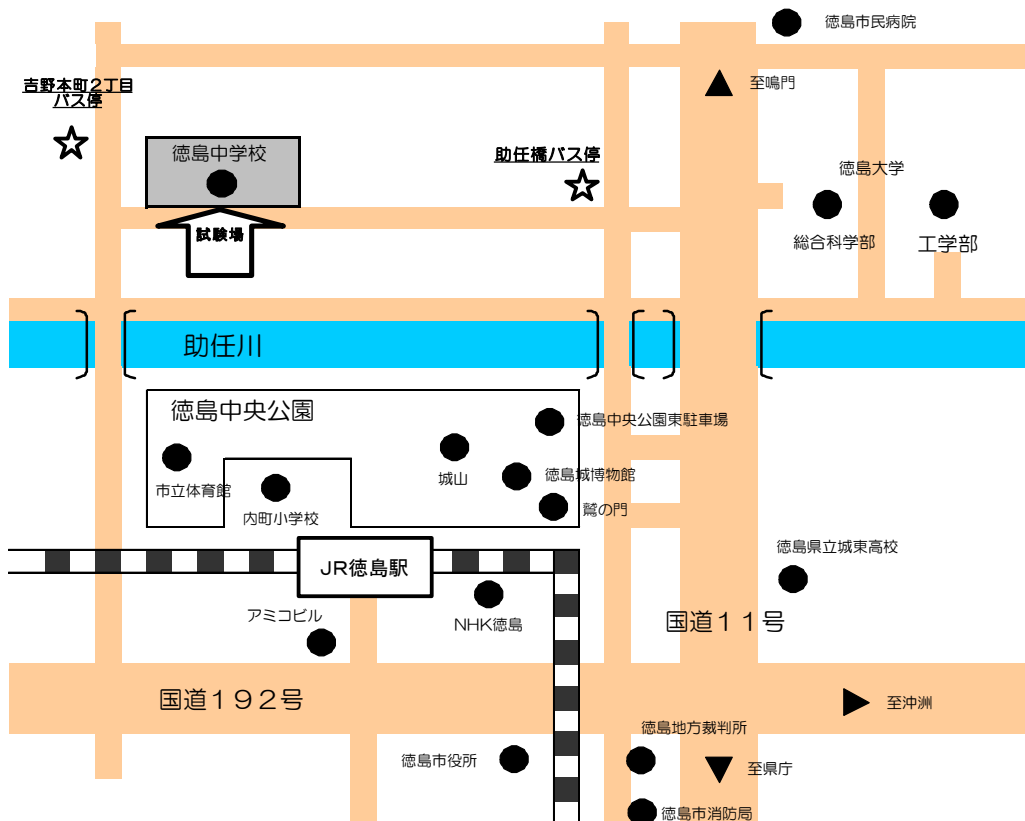 徳島市民病院
至鳴門
吉野本町２丁目
バス停
徳島中学校
助任橋バス停
徳島大学
試験場
総合科学部
工学部
助任川
徳島中央公園
徳島中央公園東駐車場
城山
徳島城博物館
市立体育館
内町小学校
鷲の門
徳島県立城東高校
JR徳島駅
アミコビル
NHK徳島
国道１１号
国道１９２号
至沖洲
徳島地方裁判所
徳島市役所
至県庁
徳島市消防局